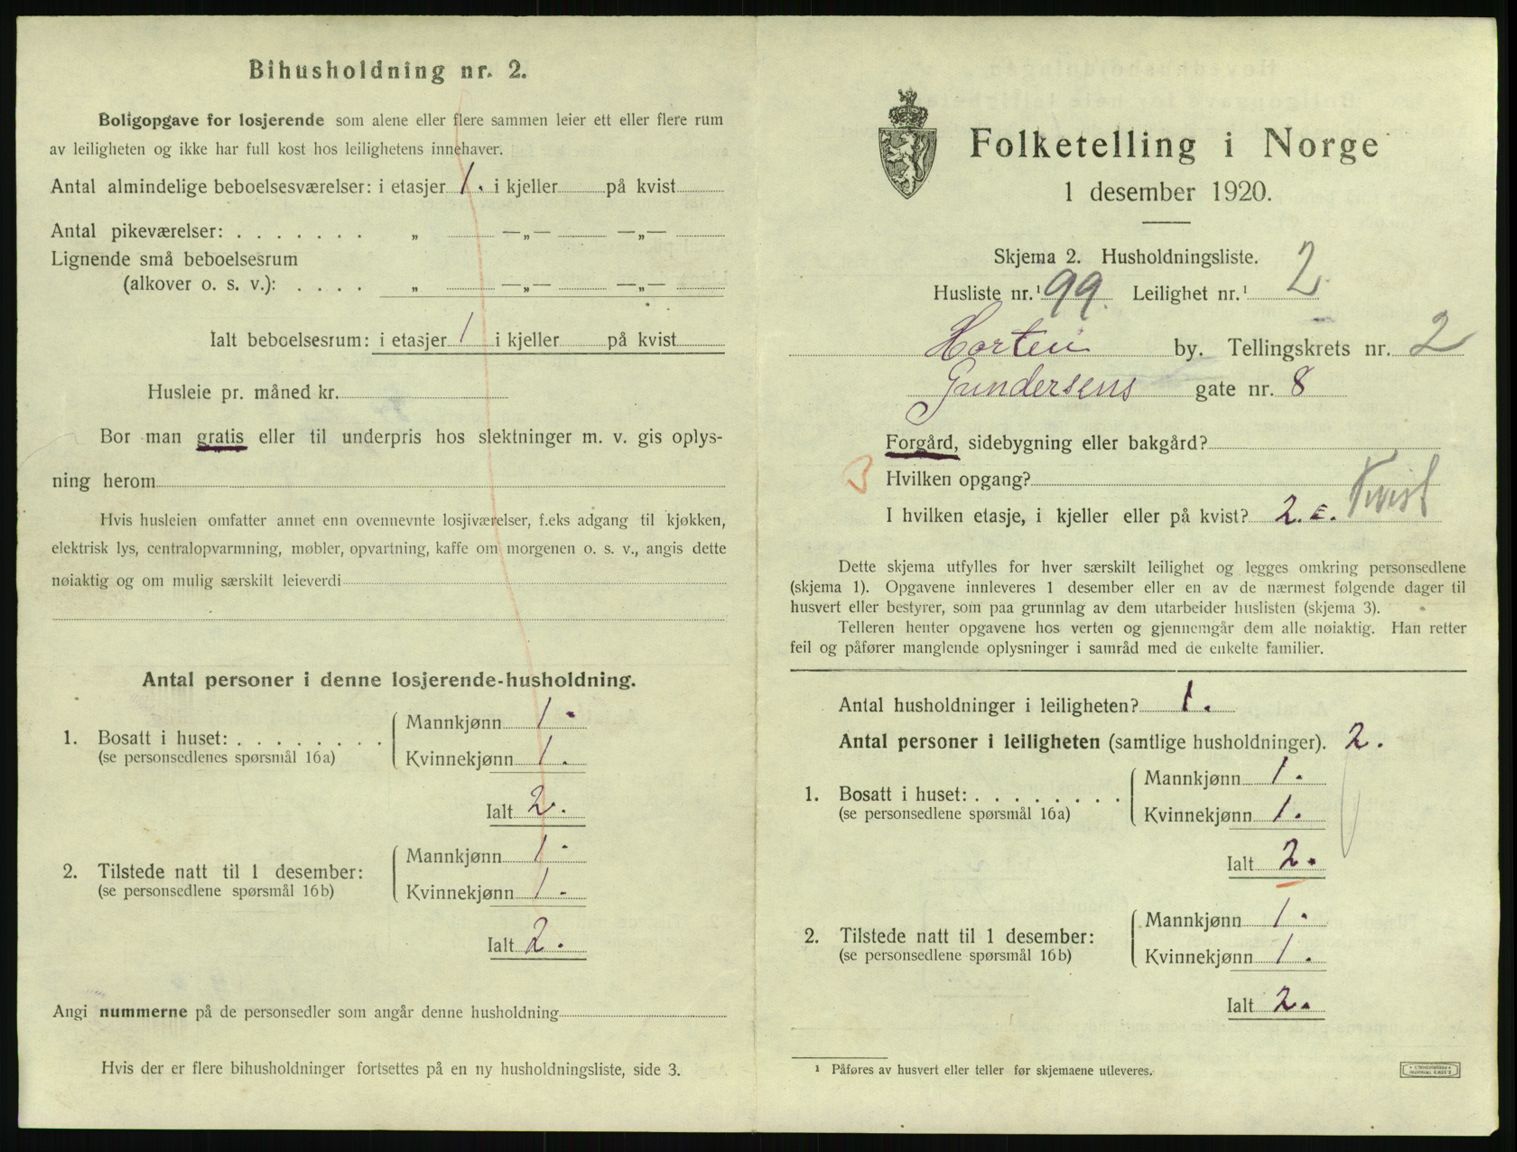 Bihusholdning nr. 2.
Boligopgave for losjerende som alene eller flere sammen leier ett eller flere rum
av leiligheten og ikke har full kost hos leilighetens innehaver.
Antal almindelige beboelsesværelser: i etasjer 1. i kjeller på kvist
Antal pikeværelser: . . . . . . . „ —„— —„—
Lignende små beboelsesrum
(alkover o. s. v.): . . . . „ —„— —„—
Ialt beboelsesrum: i etasjer 1 i kjeller på kvist
Husleie pr. måned kr.
Bor man gratis eller til underpris hos slektninger m. v. gis oplys-
ning herom
Hvis husleien omfatter annet enn ovennevnte losjiværelser, f.eks adgang til kjøkken,
elektrisk lys, centralopvarmning, møbler, opvartning, kaffe om morgenen o. s. v., angis dette
nøiaktig og om mulig særskilt leieverdi
Antal personer i denne losjerende-husholdning.
1. Bosatt i huset: . . . . . . . . Mannkjønn 1.
(se personsedlenes spørsmål 16a) Kvinnekjønn 1.
Ialt 2.
2. Tilstede natt til 1 desember: Mannkjønn 1.
(se personsedlene spørsmål 16b) Kvinnekjønn 1.
Ialt 2.
Angi nummerne på de personsedler som angår denne husholdning
Hvis der er flere bihusholdninger fortsettes på en ny husholdningsliste, side 3.
Folketelling i Norge
1 desember 1920.
Skjema 2. Husholdningsliste.
Husliste nr.¹ 99. Leilighet nr.¹ 2
Horten by. Tellingskrets nr. 2
Gundersens gate nr. 8
Forgård, sidebygning eller bakgård?
3 Hvilken opgang?
I hvilken etasje, i kjeller eller på kvist? 2. E. Kvist
Dette skjema utfylles for hver særskilt leilighet og legges omkring personsedlene
(skjema 1). Opgavene innleveres 1 desember eller en av de nærmest følgende dager til
husvert eller bestyrer, som paa grunnlag av dem utarbeider huslisten (skjema 3).
Telleren henter opgavene hos verten og gjennemgår dem alle nøiaktig. Han retter
feil og påfører manglende oplysninger i samråd med de enkelte familier.
Antal husholdninger i leiligheten? 1.
Antal personer i leiligheten (samtlige husholdninger). 2.
1. Bosatt i huset: . . . . . . . . Mannkjønn 1.
(se personsedlene spørsmål 16a) Kvinnekjønn 1.
Ialt 2.
2. Tilstede natt til 1 desember: Mannkjønn 1.
(se personsedlene spørsmål 16b) Kvinnekjønn 1.
Ialt 2.
¹ Påføres av husvert eller teller før skjemaene utleveres.